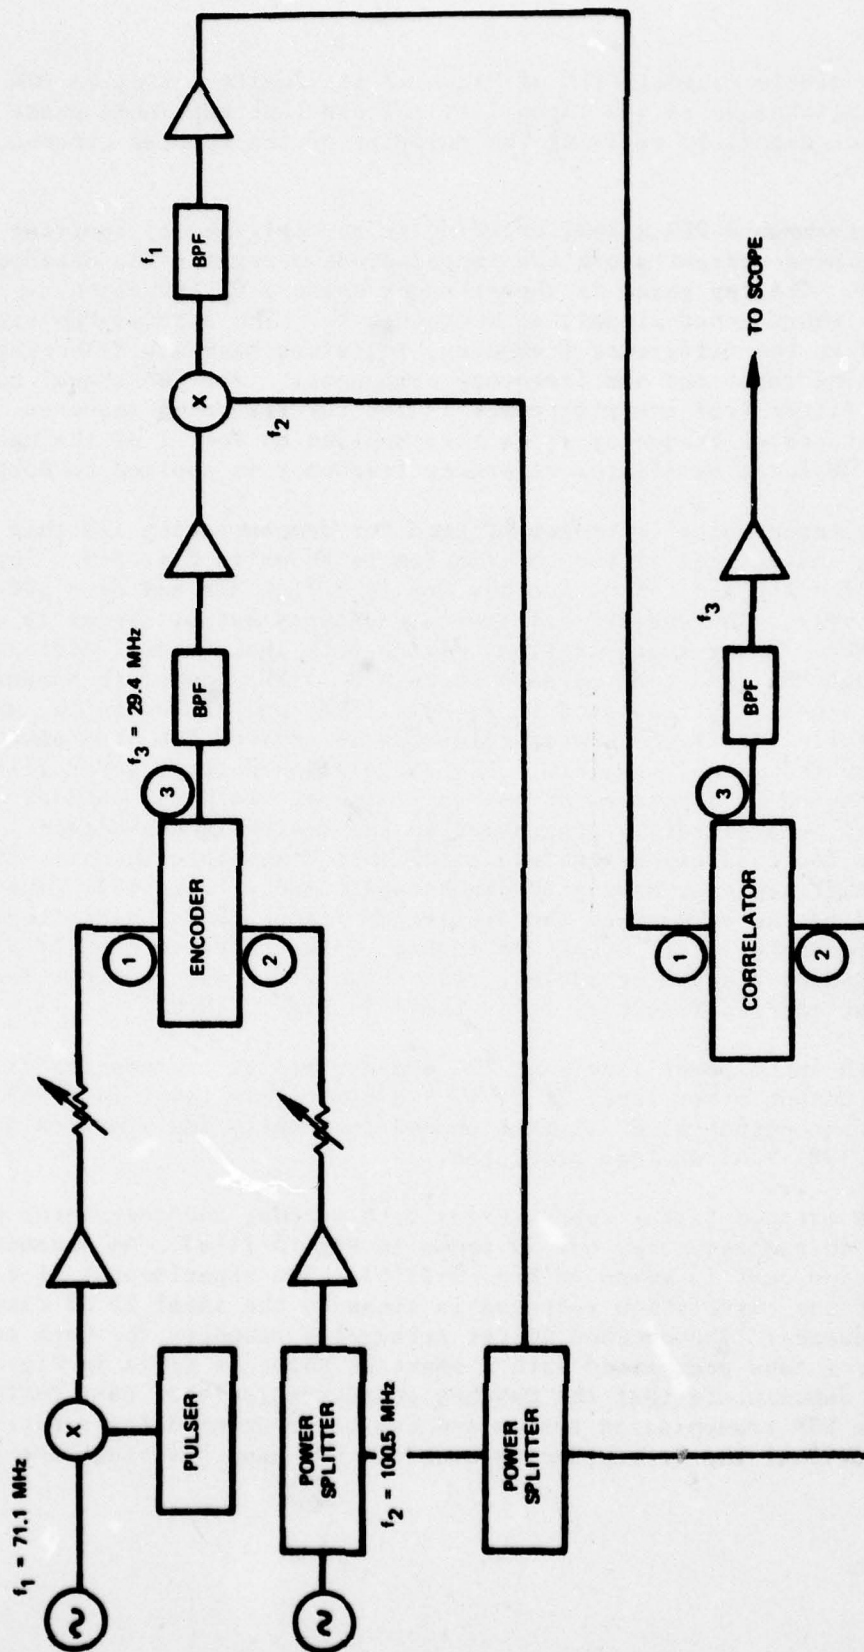 f₁ = 71.1 MHz
X
PULSER
~
POWER
SPLITTER
f₂ = 100.5 MHz
~
POWER
SPLITTER
1
ENCODER
2
3
f₃ = 29.4 MHz
BPF
X
f₂
f₁
BPF
1
CORRELATOR
2
3
BPF
f₃
TO SCOPE